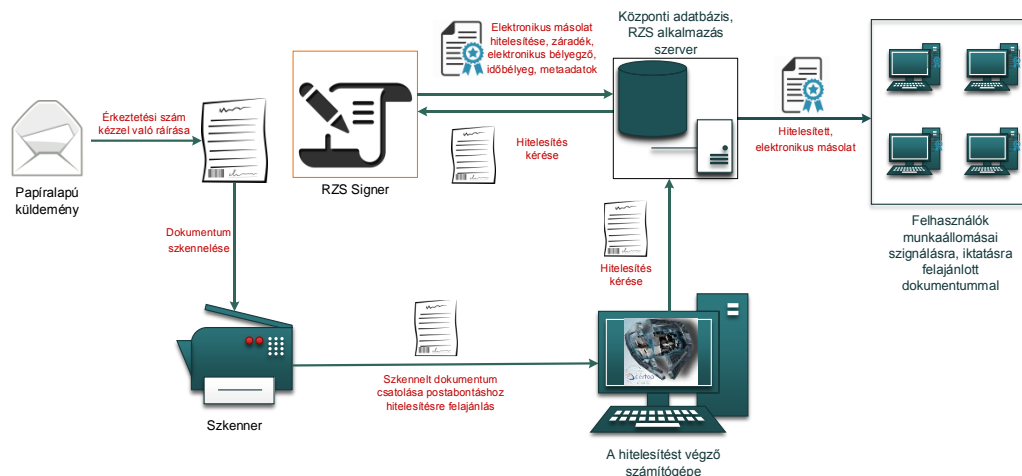 Elektronikus másolat
hitelesítése, záradék,
elektronikus bélyegző,
időbélyeg, metaadatok
Központi adatbázis,
RZS alkalmazás
szerver
Érkeztetési szám
kézzel való ráírása
Papíralapú
küldemény
RZS Signer
Hitelesítés
kérése
Hitelesített,
elektronikus másolat
Felhasználók
munkaállomásai
szignálásra, iktatásra
felajánlott
dokumentummal
Dokumentum
szkennelése
Hitelesítés
kérése
Szkennelt dokumentum
csatolása postabontáshoz
hitelesítésre felajánlás
Szkenner
A hitelesítést végző
számítógépe